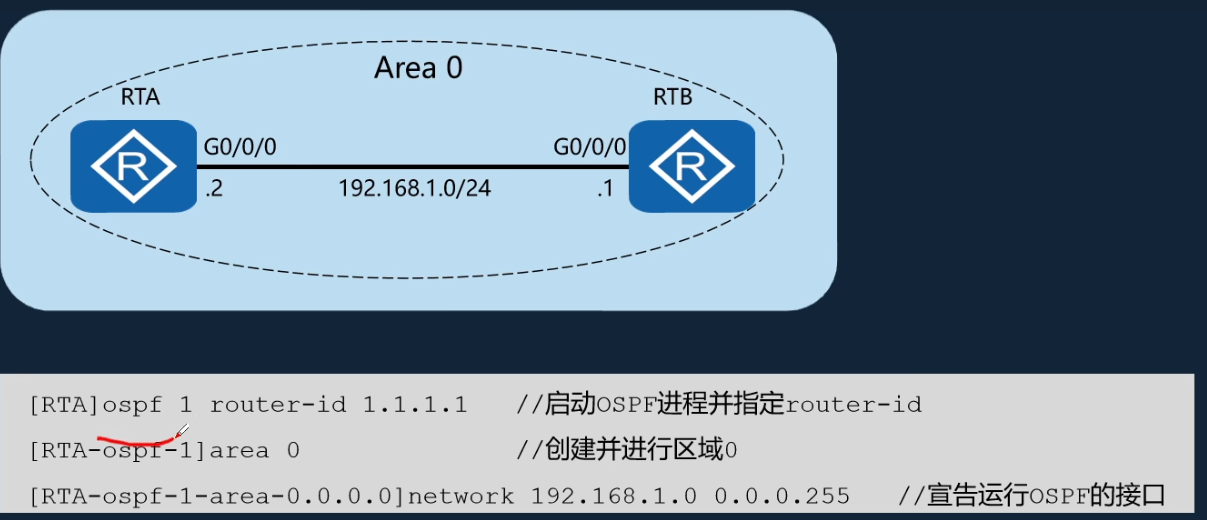 Area 0
RTA
RTB
R
G0/0/0
G0/0/0
R
.2
192.168.1.0/24
.1
[RTA]ospf 1 router-id 1.1.1.1 //启动OSPF进程并指定router-id
[RTA-ospf-1]area 0 //创建并进行区域0
[RTA-ospf-1-area-0.0.0.0]network 192.168.1.0 0.0.0.255 //宣告运行OSPF的接口